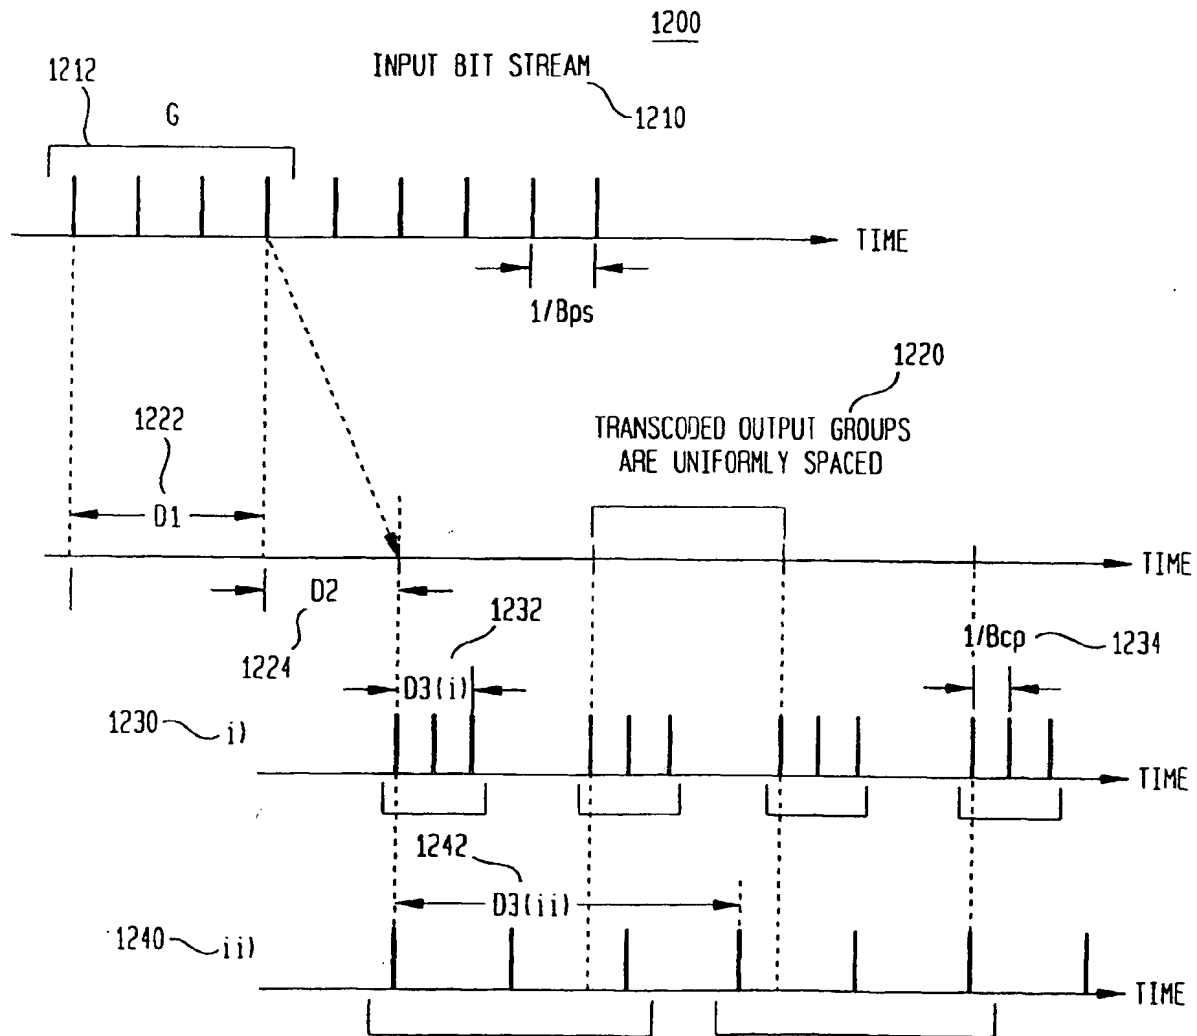 1200
1212
INPUT BIT STREAM
1210
G
TIME
1/Bps
1220
1222
TRANSCODED OUTPUT GROUPS
ARE UNIFORMLY SPACED
D1
TIME
D2
1232
1224
1/Bcp
1234
D3(i)
1230
i)
TIME
1242
D3(ii)
1240
ii)
TIME